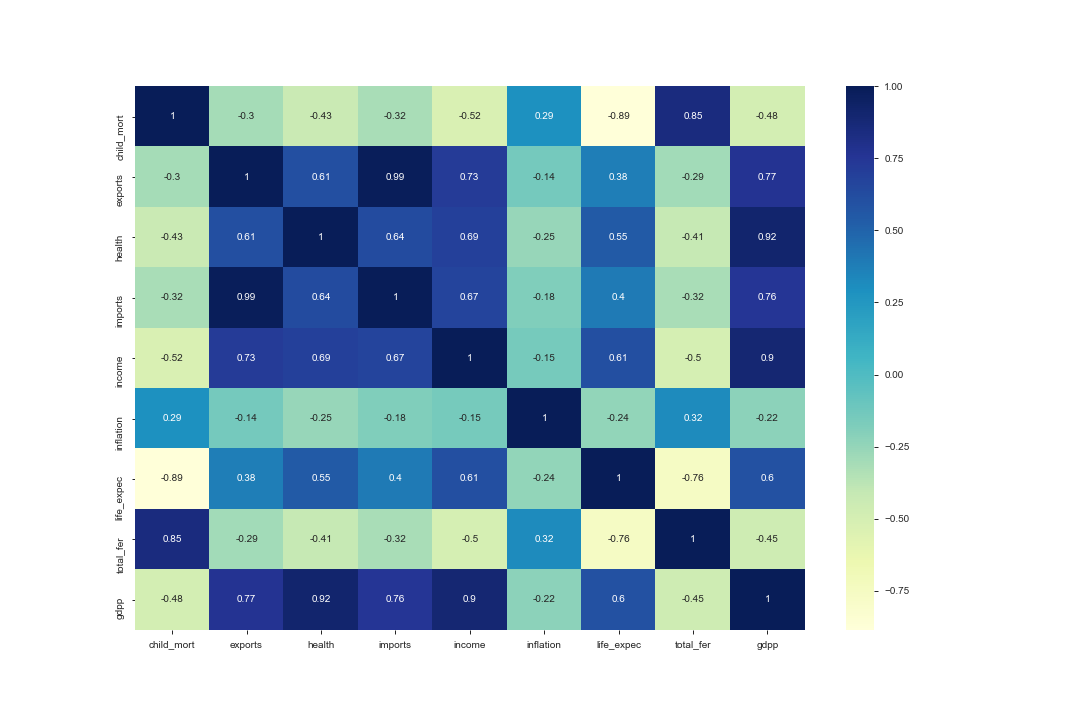 child_mort 1 -0.3 -0.43 -0.32 -0.52 0.29 -0.89 0.85 -0.48
exports -0.3 1 0.61 0.99 0.73 -0.14 0.38 -0.29 0.77
health -0.43 0.61 1 0.64 0.69 -0.25 0.55 -0.41 0.92
imports -0.32 0.99 0.64 1 0.67 -0.18 0.4 -0.32 0.76
income -0.52 0.73 0.69 0.67 1 -0.15 0.61 -0.5 0.9
inflation 0.29 -0.14 -0.25 -0.18 -0.15 1 -0.24 0.32 -0.22
life_expec -0.89 0.38 0.55 0.4 0.61 -0.24 1 -0.76 0.6
total_fer 0.85 -0.29 -0.41 -0.32 -0.5 0.32 -0.76 1 -0.45
gdpp -0.48 0.77 0.92 0.76 0.9 -0.22 0.6 -0.45 1
child_mort exports health imports income inflation life_expec total_fer gdpp
1.00
0.75
0.50
0.25
0.00
−0.25
−0.50
−0.75